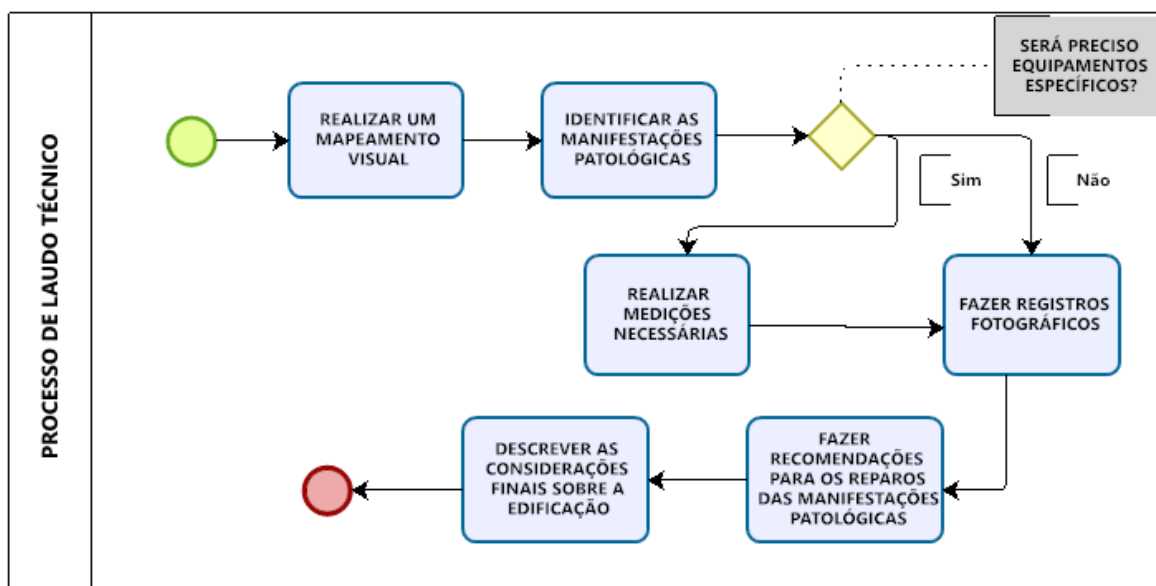 PROCESSO DE LAUDO TÉCNICO
REALIZAR UM
MAPEAMENTO
VISUAL
IDENTIFICAR AS
MANIFESTAÇÕES
PATOLÓGICAS
SERÁ PRECISO
EQUIPAMENTOS
ESPECÍFICOS?
Sim
Não
REALIZAR
MEDIÇÕES
NECESSÁRIAS
FAZER REGISTROS
FOTOGRÁFICOS
FAZER
RECOMENDAÇÕES
PARA OS REPAROS
DAS MANIFESTAÇÕES
PATOLÓGICAS
DESCREVER AS
CONSIDERAÇÕES
FINAIS SOBRE A
EDIFICAÇÃO